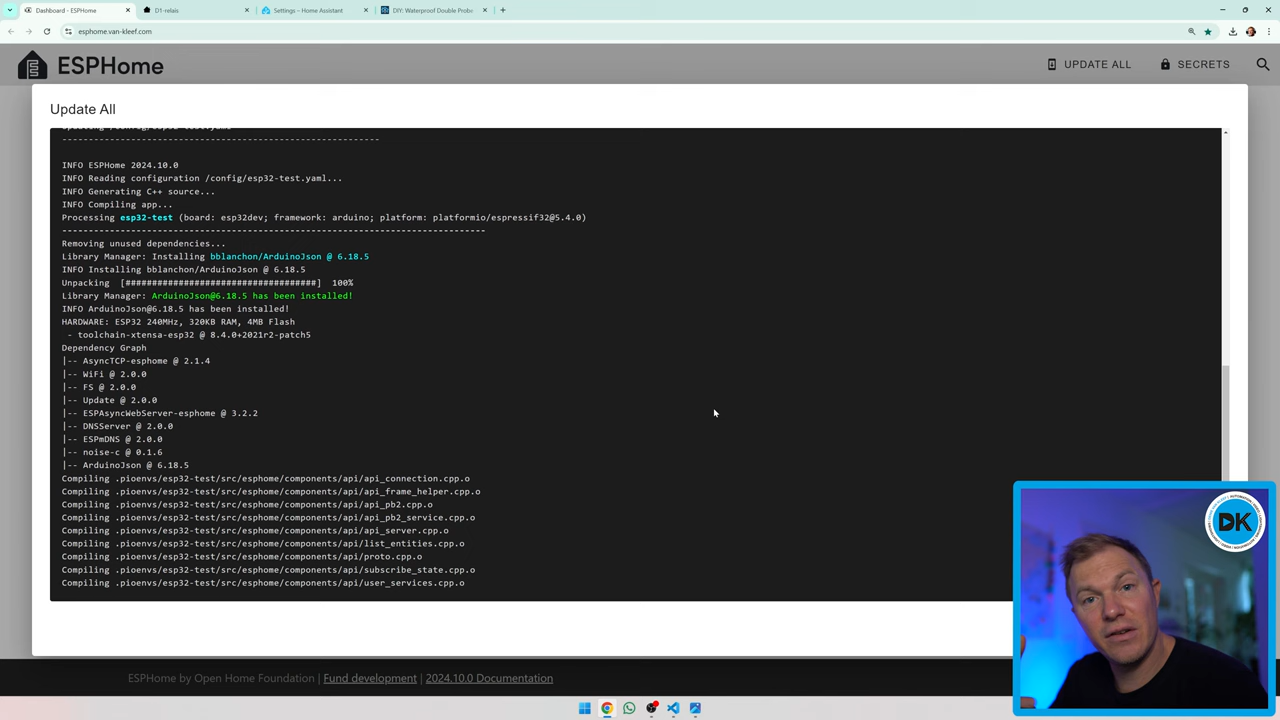 Dashboard - ESPHome
D1-relais
Settings – Home Assistant
DIY: Waterproof Double Probe
esphome.van-kleef.com
ESPHome
UPDATE ALL
SECRETS
Update All
----------------------------------------------------------
INFO ESPHome 2024.10.0
INFO Reading configuration /config/esp32-test.yaml...
INFO Generating C++ source...
INFO Compiling app...
Processing esp32-test (board: esp32dev; framework: arduino; platform: platformio/espressif32@5.4.0)
--------------------------------------------------------------------------------
Removing unused dependencies...
Library Manager: Installing bblanchon/ArduinoJson @ 6.18.5
INFO Installing bblanchon/ArduinoJson @ 6.18.5
Unpacking [####################################] 100%
Library Manager: ArduinoJson@6.18.5 has been installed!
INFO ArduinoJson@6.18.5 has been installed!
HARDWARE: ESP32 240MHz, 320KB RAM, 4MB Flash
- toolchain-xtensa-esp32 @ 8.4.0+2021r2-patch5
Dependency Graph
|-- AsyncTCP-esphome @ 2.1.4
|-- WiFi @ 2.0.0
|-- FS @ 2.0.0
|-- Update @ 2.0.0
|-- ESPAsyncWebServer-esphome @ 3.2.2
|-- DNSServer @ 2.0.0
|-- ESPmDNS @ 2.0.0
|-- noise-c @ 0.1.6
|-- ArduinoJson @ 6.18.5
Compiling .pioenvs/esp32-test/src/esphome/components/api/api_connection.cpp.o
Compiling .pioenvs/esp32-test/src/esphome/components/api/api_frame_helper.cpp.o
Compiling .pioenvs/esp32-test/src/esphome/components/api/api_pb2.cpp.o
Compiling .pioenvs/esp32-test/src/esphome/components/api/api_pb2_service.cpp.o
Compiling .pioenvs/esp32-test/src/esphome/components/api/api_server.cpp.o
Compiling .pioenvs/esp32-test/src/esphome/components/api/list_entities.cpp.o
Compiling .pioenvs/esp32-test/src/esphome/components/api/proto.cpp.o
Compiling .pioenvs/esp32-test/src/esphome/components/api/subscribe_state.cpp.o
Compiling .pioenvs/esp32-test/src/esphome/components/api/user_services.cpp.o
DK
ESPHome by Open Home Foundation | Fund development | 2024.10.0 Documentation